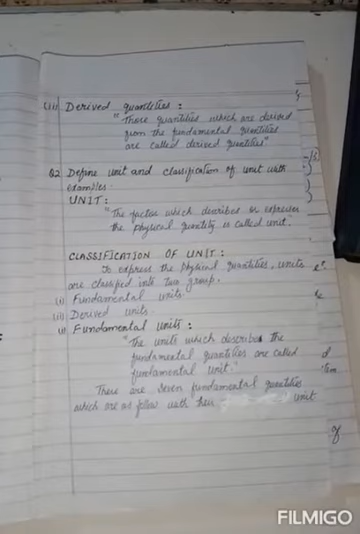 (iii) Derived quantities :
"Those quantities which are derived
from the fundamental quantities
are called derived quantities"
Q2 Define unit and classification of unit with
examples.
UNIT:
"The factor which describes or expresses
the physical quantity is called unit."
CLASSIFICATION OF UNIT:
To express the physical quantities, units
are classified into two group.
(i) Fundamental units.
(ii) Derived units.
(i) Fundamental units :
"The units which describes the
fundamental quantities are called
fundamental unit."
There are seven fundamental quantities
which are as follow with their unit
FILMIGO